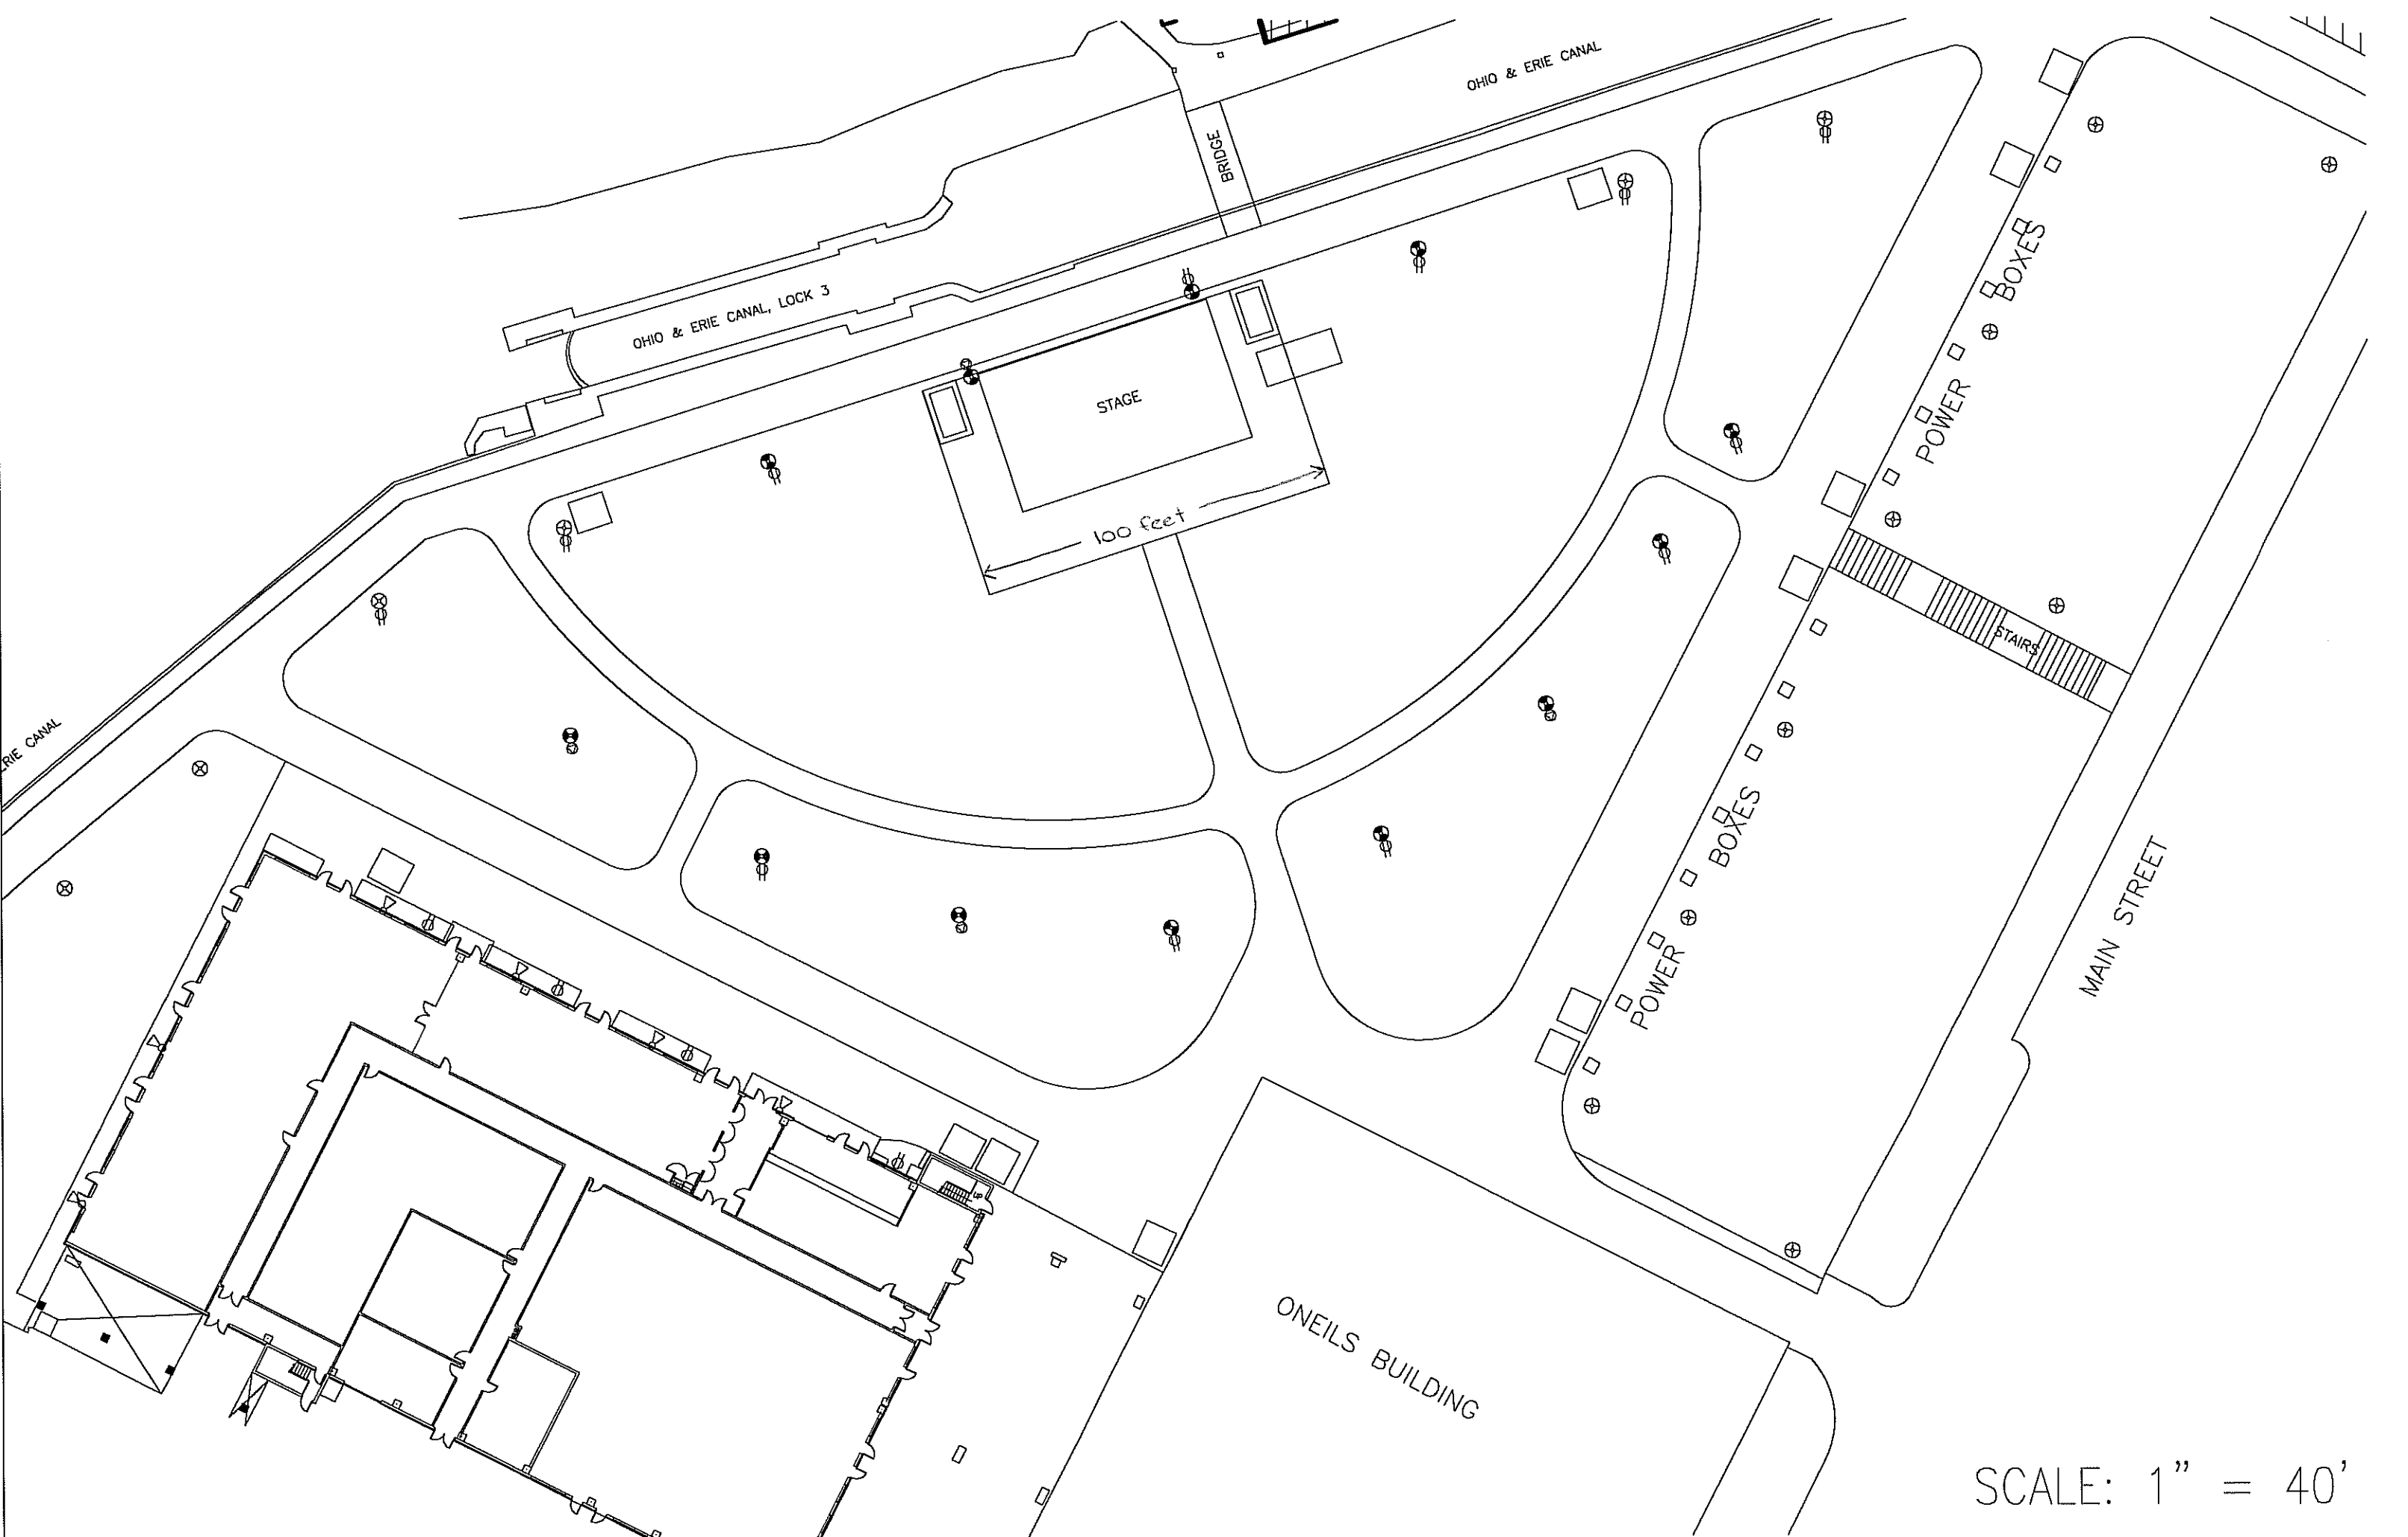 OHIO & ERIE CANAL
BRIDGE
OHIO & ERIE CANAL, LOCK 3
STAGE
100 feet
POWER BOXES
STAIRS
ERIE CANAL
POWER BOXES
MAIN STREET
ONEILS BUILDING
SCALE: 1" = 40'